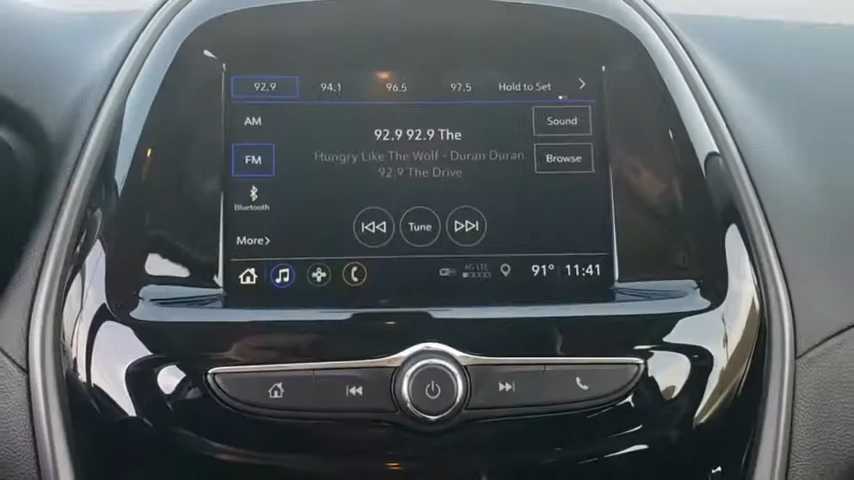 92.9 94.1 96.5 97.5 Hold to Set
AM
92.9 92.9 The
Sound
FM
Hungry Like The Wolf - Duran Duran
Browse
92.9 The Drive
Bluetooth
Tune
More
4G LTE
91° 11:41